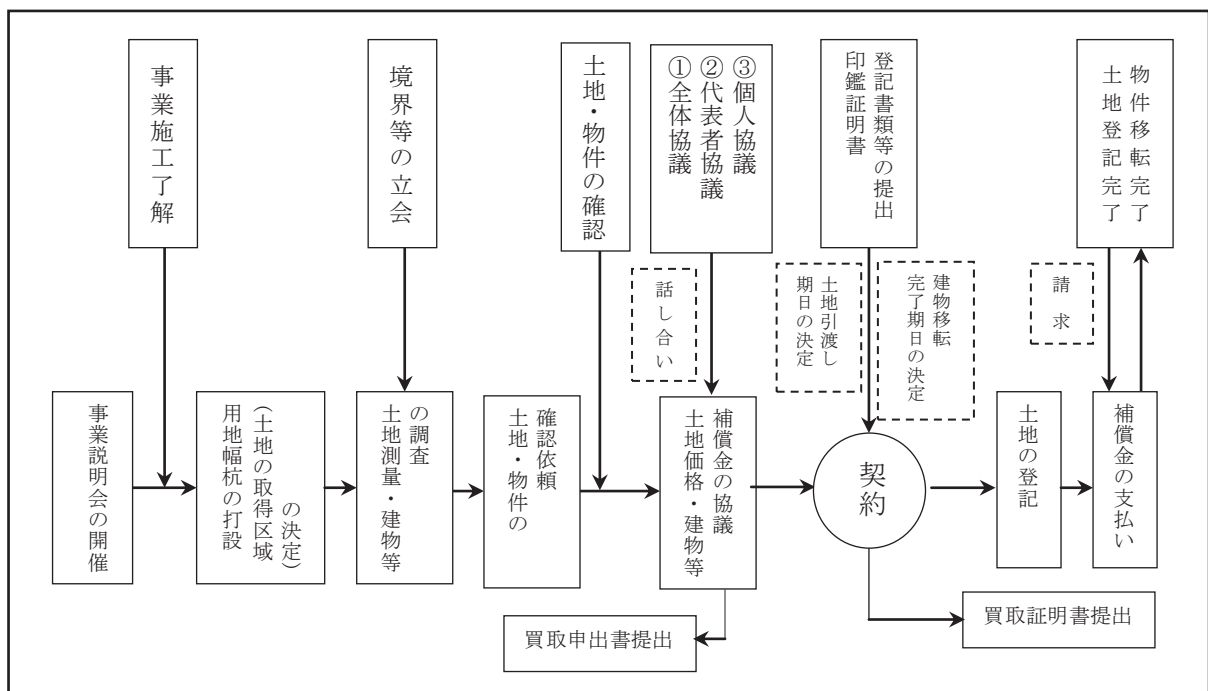 事業施工了解
境界等の立会
土地・物件の確認
①全体協議
②代表者協議
③個人協議
登記書類等の提出
印鑑証明書
物件移転完了
土地登記完了
話し合い
土地引渡し
期日の決定
建物移転
完了期日の決定
請求
事業説明会の開催
用地幅杭の打設
(土地の取得区域
の決定)
土地測量・建物等
の調査
土地・物件の
確認依頼
土地価格・建物等
補償金の協議
契約
土地の登記
補償金の支払い
買取申出書提出
買取証明書提出